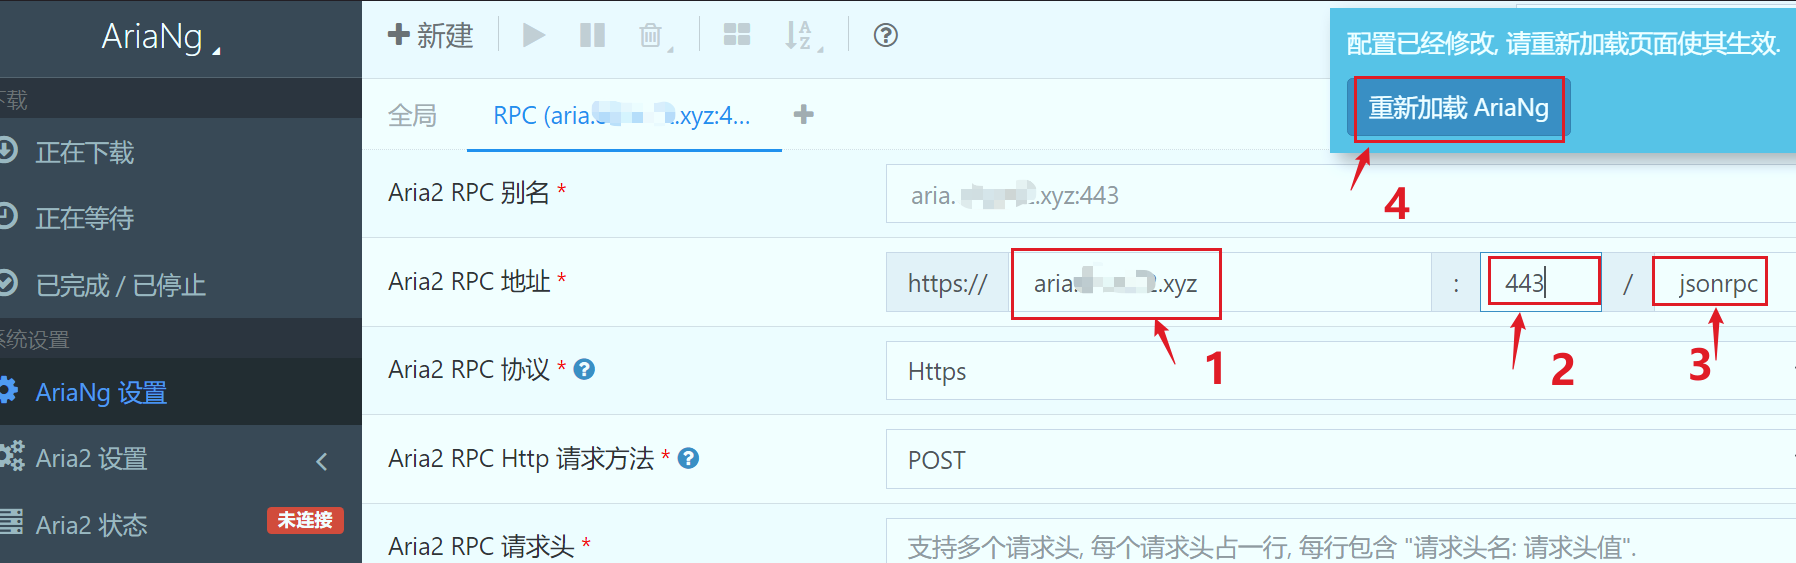 AriaNg
新建
配置已经修改, 请重新加载页面使其生效.
重新加载 AriaNg
4
下载
正在下载
正在等待
已完成 / 已停止
系统设置
AriaNg 设置
Aria2 设置
Aria2 状态 未连接
全局
RPC (aria. .xyz:4...
Aria2 RPC 别名 *
aria. .xyz:443
Aria2 RPC 地址 *
https:// aria. .xyz : 443 / jsonrpc
1
2
3
Aria2 RPC 协议 *
Https
Aria2 RPC Http 请求方法 *
POST
Aria2 RPC 请求头 *
支持多个请求头, 每个请求头占一行, 每行包含 "请求头名: 请求头值".